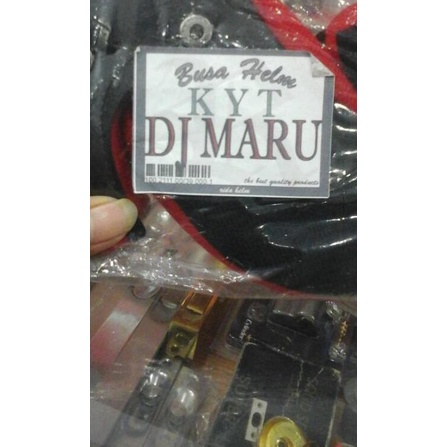 Busa Helm
KYT
DJ MARU
the best quality products